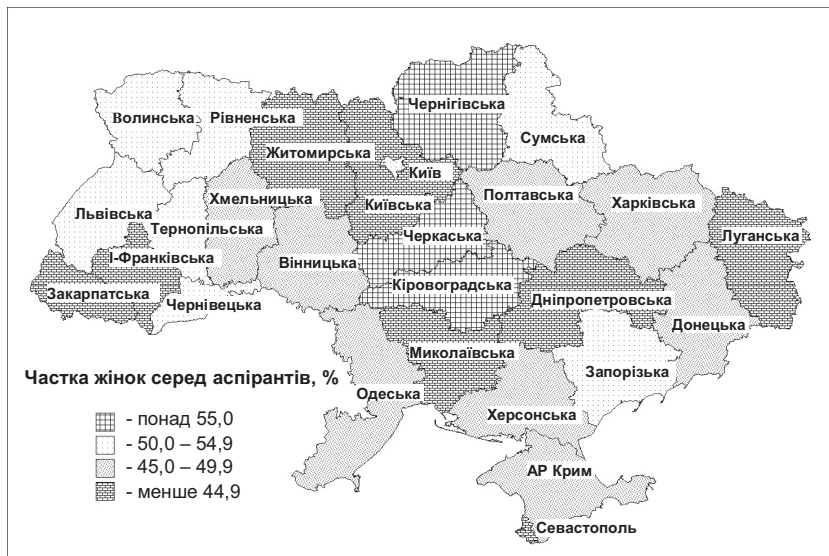 Чернігівська
Волинська
Рівненська
Сумська
Житомирська
Київ
Хмельницька
Полтавська
Харківська
Львівська
Київська
Тернопільська
Черкаська
Луганська
І-Франківська
Вінницька
Кіровоградська
Закарпатська
Дніпропетровська
Чернівецька
Донецька
Миколаївська
Запорізька
Частка жінок серед аспірантів, %
Одеська
Херсонська
- понад 55,0
- 50,0 – 54,9
- 45,0 – 49,9
- менше 44,9
АР Крим
Севастополь